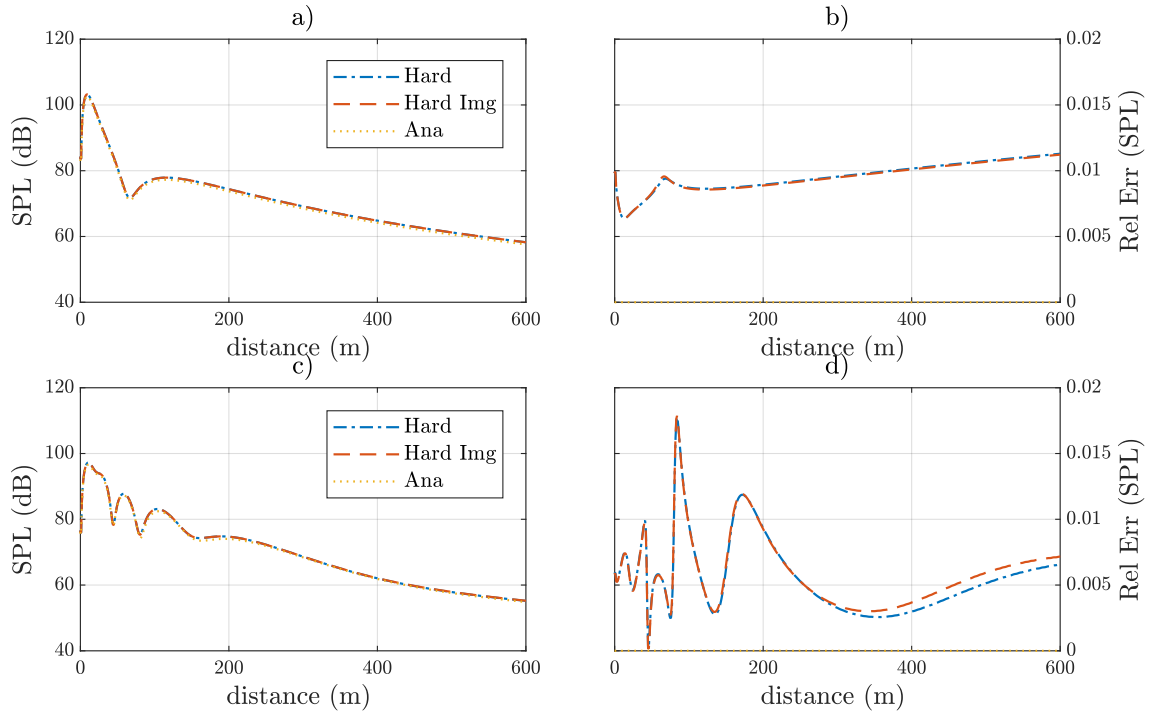 a)
120
100
80
60
40
SPL (dB)
Hard
Hard Img
Ana
0
200
400
600
distance (m)
b)
0.02
0.015
0.01
0.005
0
Rel Err (SPL)
0
200
400
600
distance (m)
c)
120
100
80
60
40
SPL (dB)
Hard
Hard Img
Ana
0
200
400
600
distance (m)
d)
0.02
0.015
0.01
0.005
0
Rel Err (SPL)
0
200
400
600
distance (m)